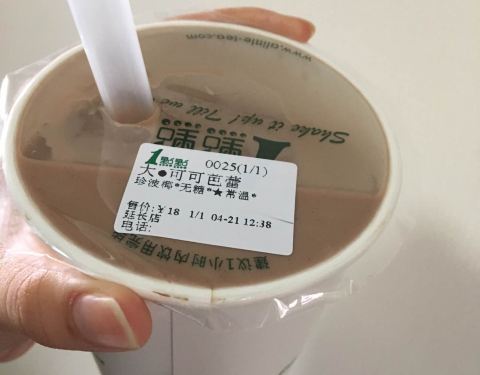 www.alittle-tea.com
Shake it up! Till we
1點點
1點點 0025(1/1)
大●可可芭蕾
珍波椰*无糖*★常温*
售价:¥18 1/1 04-21 12:38
延长店
电话:
建议1小时内饮用完